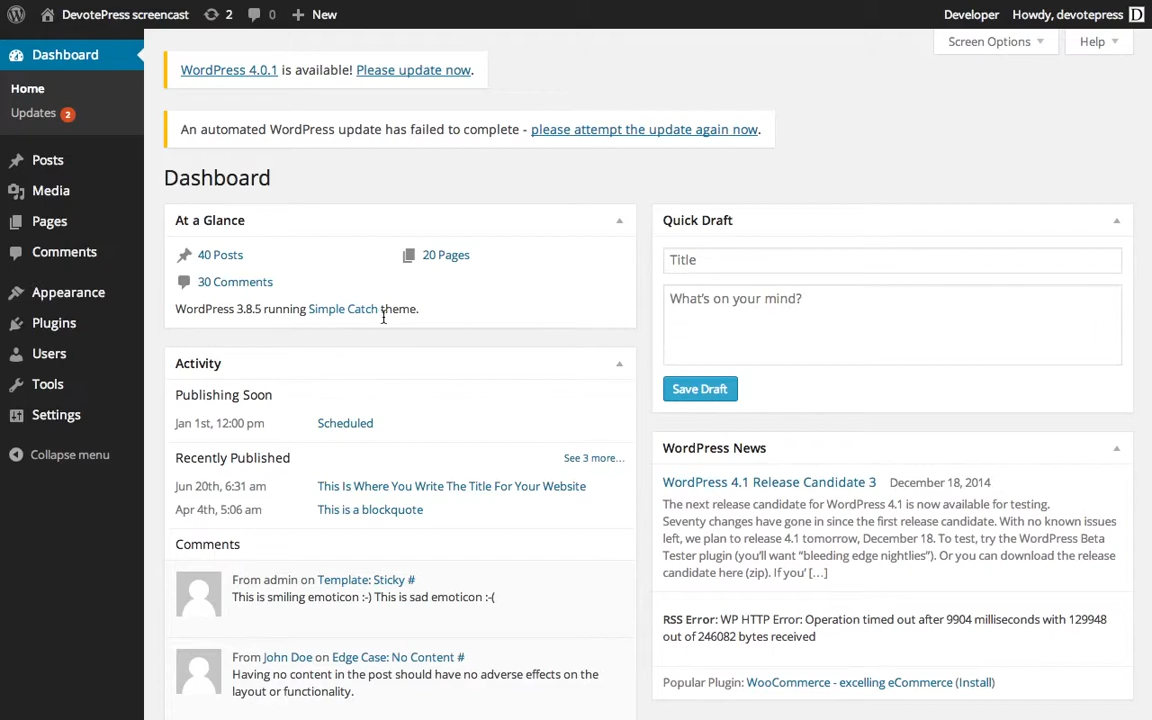 DevotePress screencast 2 0 New Developer Howdy, devotepress D
Dashboard
Home
Updates 2
Posts
Media
Pages
Comments
Appearance
Plugins
Users
Tools
Settings
Collapse menu
Screen Options Help
WordPress 4.0.1 is available! Please update now.
An automated WordPress update has failed to complete - please attempt the update again now.
Dashboard
At a Glance
40 Posts 20 Pages
30 Comments
WordPress 3.8.5 running Simple Catch theme.
Activity
Publishing Soon
Jan 1st, 12:00 pm Scheduled
Recently Published See 3 more...
Jun 20th, 6:31 am This Is Where You Write The Title For Your Website
Apr 4th, 5:06 am This is a blockquote
Comments
From admin on Template: Sticky #
This is smiling emoticon :-) This is sad emoticon :-(
From John Doe on Edge Case: No Content #
Having no content in the post should have no adverse effects on the
layout or functionality.
Quick Draft
Title
What's on your mind?
Save Draft
WordPress News
WordPress 4.1 Release Candidate 3 December 18, 2014
The next release candidate for WordPress 4.1 is now available for testing.
Seventy changes have gone in since the first release candidate. With no known issues
left, we plan to release 4.1 tomorrow, December 18. To test, try the WordPress Beta
Tester plugin (you'll want "bleeding edge nightlies"). Or you can download the release
candidate here (zip). If you' [...]
RSS Error: WP HTTP Error: Operation timed out after 9904 milliseconds with 129948
out of 246082 bytes received
Popular Plugin: WooCommerce - excelling eCommerce (Install)